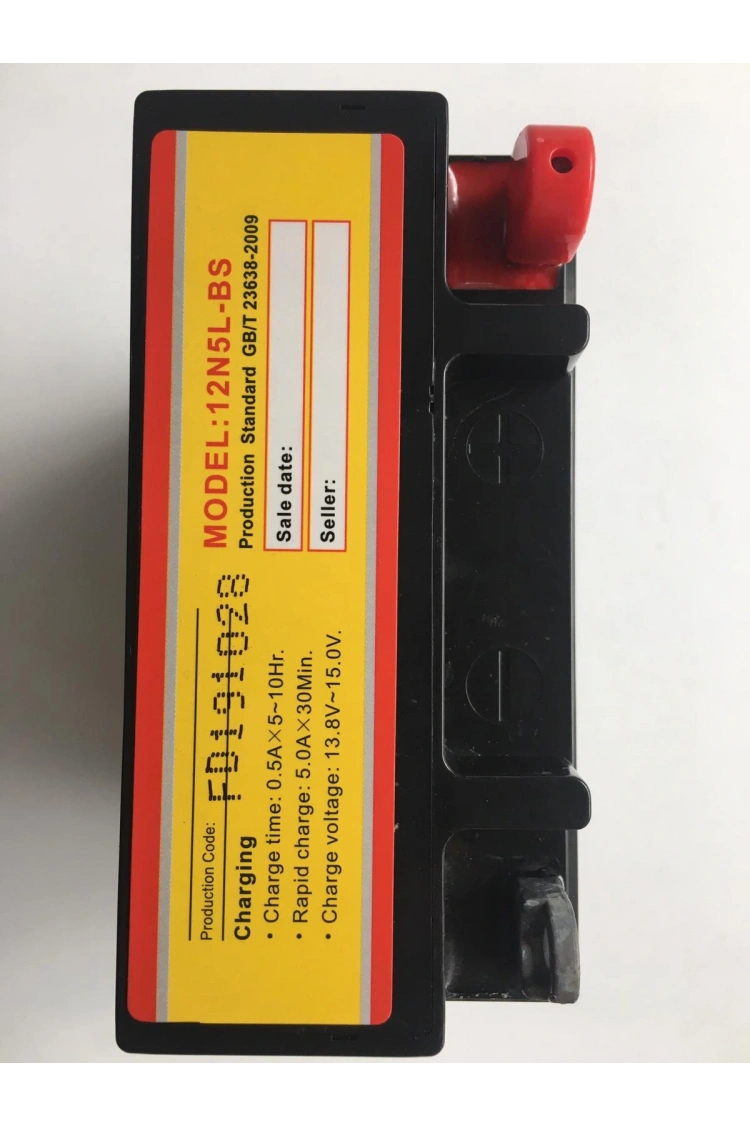 Production Code: FD191028
Charging
• Charge time: 0.5A×5~10Hr.
• Rapid charge: 5.0A×30Min.
• Charge voltage: 13.8V~15.0V.
MODEL:12N5L-BS
Production Standard GB/T 23638-2009
Sale date:
Seller:
+
−